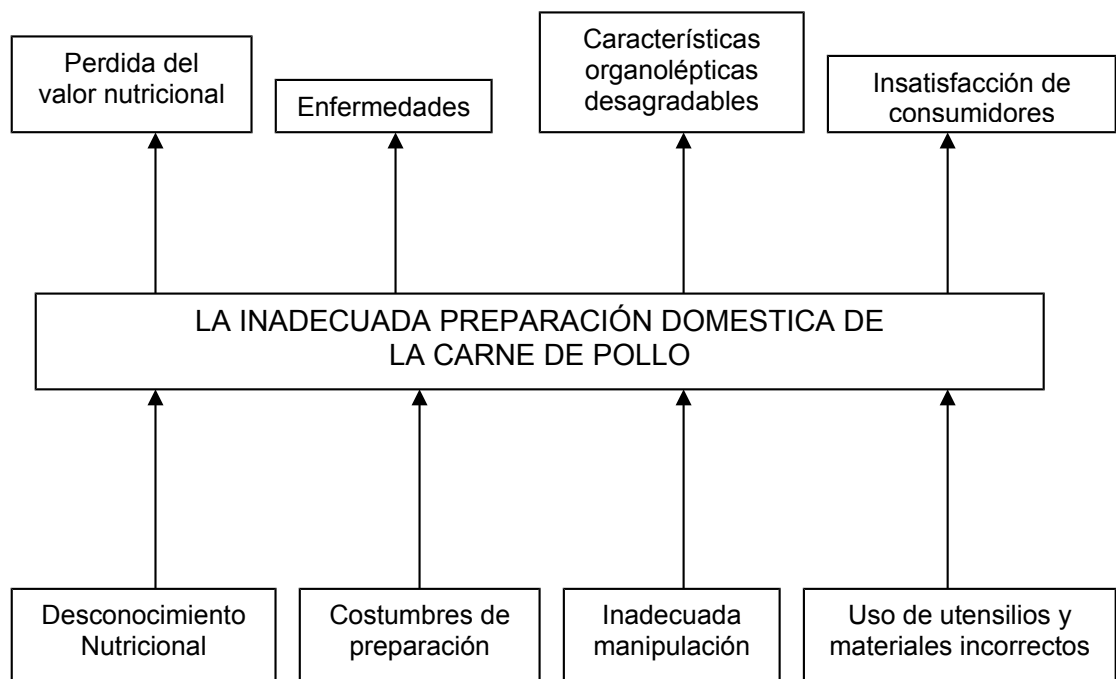 Perdida del
valor nutricional
Enfermedades
Características
organolépticas
desagradables
Insatisfacción de
consumidores
LA INADECUADA PREPARACIÓN DOMESTICA DE
LA CARNE DE POLLO
Desconocimiento
Nutricional
Costumbres de
preparación
Inadecuada
manipulación
Uso de utensilios y
materiales incorrectos